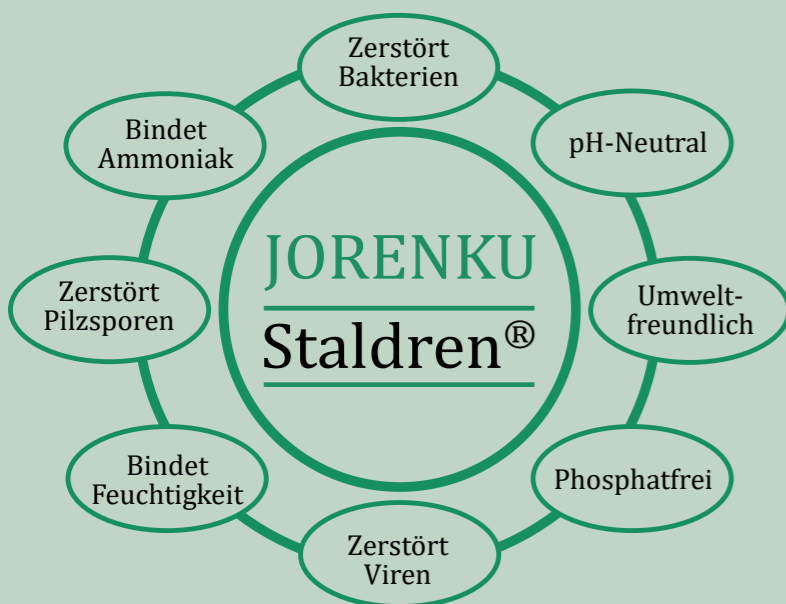 Zerstört
Bakterien
pH-Neutral
Umwelt-
freundlich
Phosphatfrei
Zerstört
Viren
Bindet
Feuchtigkeit
Zerstört
Pilzsporen
Bindet
Ammoniak
JORENKU
Staldren®